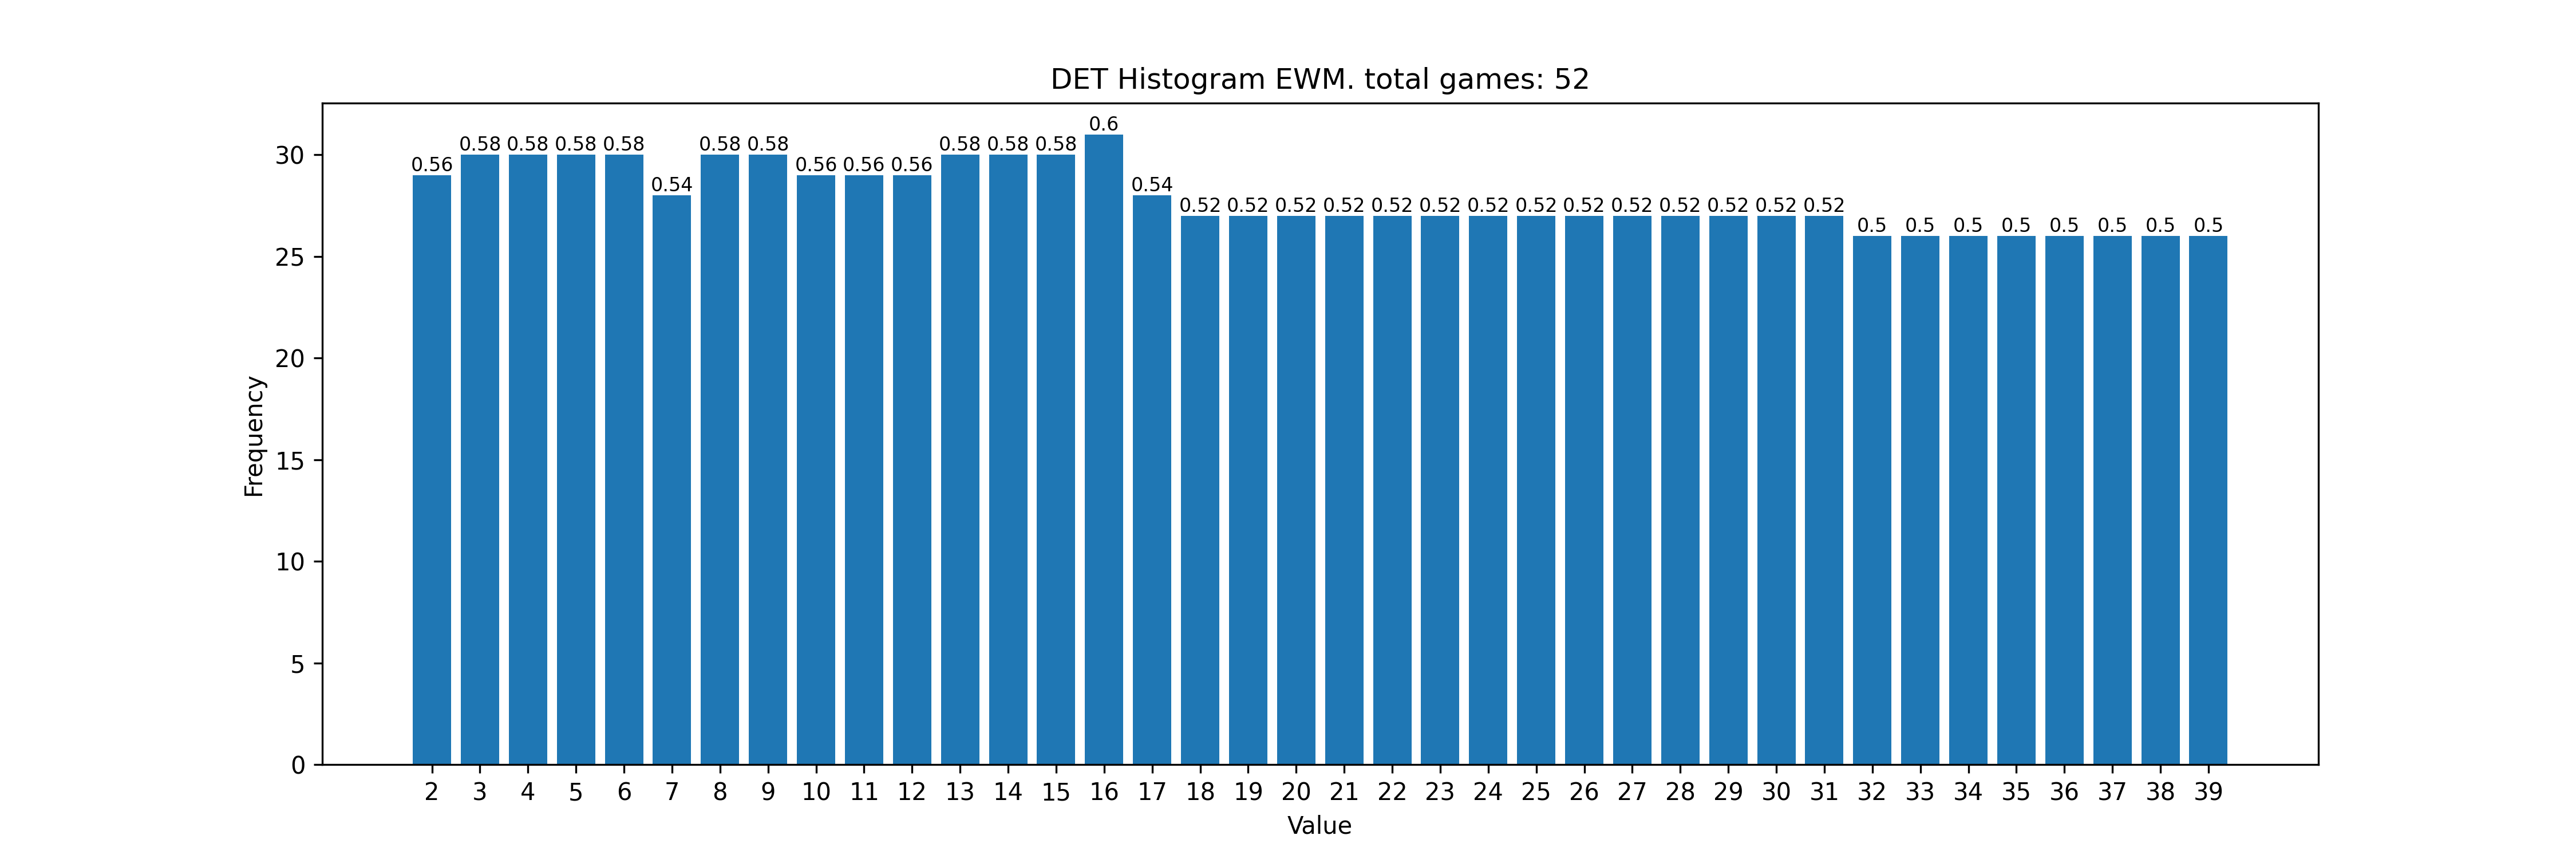 DET Histogram EWM. total games: 52
0.56 0.58 0.58 0.58 0.58 0.54 0.58 0.58 0.56 0.56 0.56 0.58 0.58 0.58 0.6 0.54 0.52 0.52 0.52 0.52 0.52 0.52 0.52 0.52 0.52 0.52 0.52 0.52 0.52 0.52 0.5 0.5 0.5 0.5 0.5 0.5 0.5 0.5
30
25
20
15
10
5
0
Frequency
2 3 4 5 6 7 8 9 10 11 12 13 14 15 16 17 18 19 20 21 22 23 24 25 26 27 28 29 30 31 32 33 34 35 36 37 38 39
Value